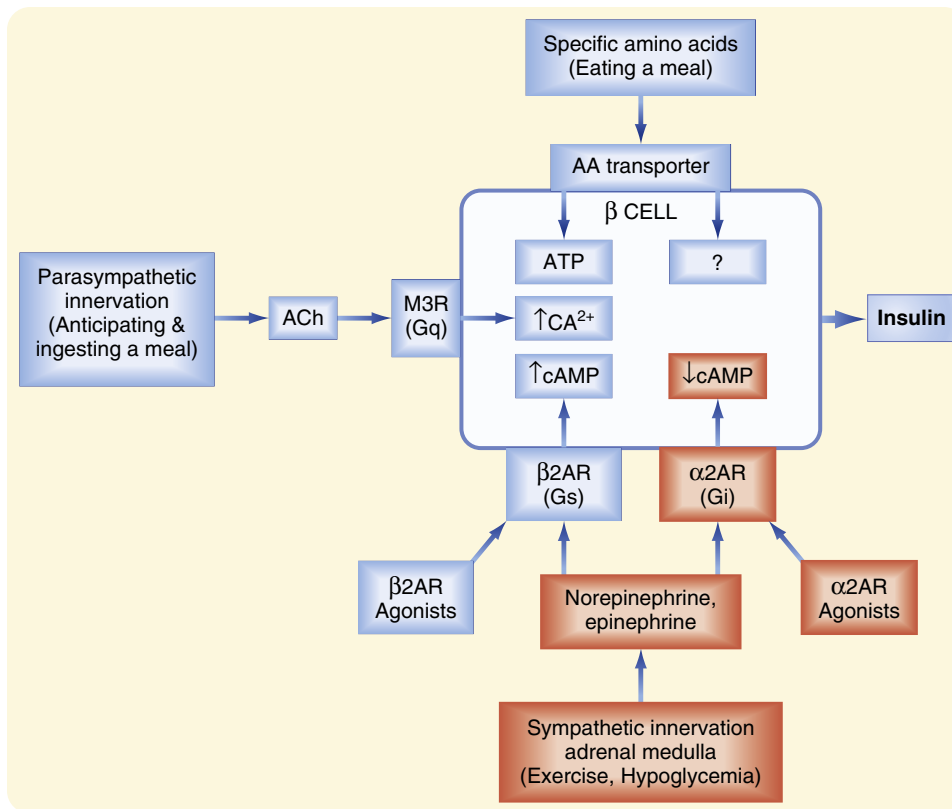 Specific amino acids
(Eating a meal)
AA transporter
β CELL
ATP
?
Parasympathetic
innervation
(Anticipating &
ingesting a meal)
ACh
M3R
(Gq)
↑CA²⁺
Insulin
↑cAMP
↓cAMP
β2AR
(Gs)
α2AR
(Gi)
β2AR
Agonists
Norepinephrine,
epinephrine
α2AR
Agonists
Sympathetic innervation
adrenal medulla
(Exercise, Hypoglycemia)